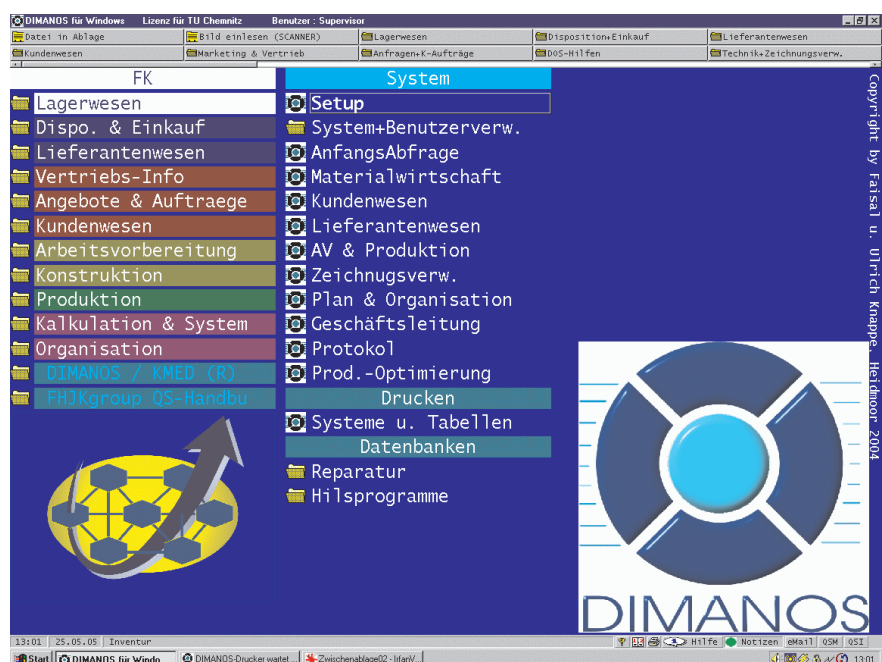 DIMANOS für Windows Lizenz für TU Chemnitz Benutzer : Supervisor
Datei in Ablage Bild einlesen (SCANNER) Lagerwesen Disposition+Einkauf Lieferantenwesen
Kundenwesen Marketing & Vertrieb Anfragen+K-Aufträge DOS-Hilfen Technik+Zeichnungsverw.
FK
Lagerwesen
Dispo. & Einkauf
Lieferantenwesen
Vertriebs-Info
Angebote & Auftraege
Kundenwesen
Arbeitsvorbereitung
Konstruktion
Produktion
Kalkulation & System
Organisation
DIMANOS / KMED (R)
FHJKgroup QS-Handbu
System
Setup
System+Benutzerverw.
AnfangsAbfrage
Materialwirtschaft
Kundenwesen
Lieferantenwesen
AV & Produktion
Zeichnugsverw.
Plan & Organisation
Geschäftsleitung
Protokol
Prod.-Optimierung
Drucken
Systeme u. Tabellen
Datenbanken
Reparatur
Hilsprogramme
Copyright by Faisal u. Ulrich Knappe, Heidmoor 2004
DIMANOS
13:01 25.05.05 Inventur Hilfe Notizen eMail QSM QSI
Start DIMANOS für Windo... DIMANOS-Drucker wartet ... Zwischenablage02 - IrfanV... 13:01